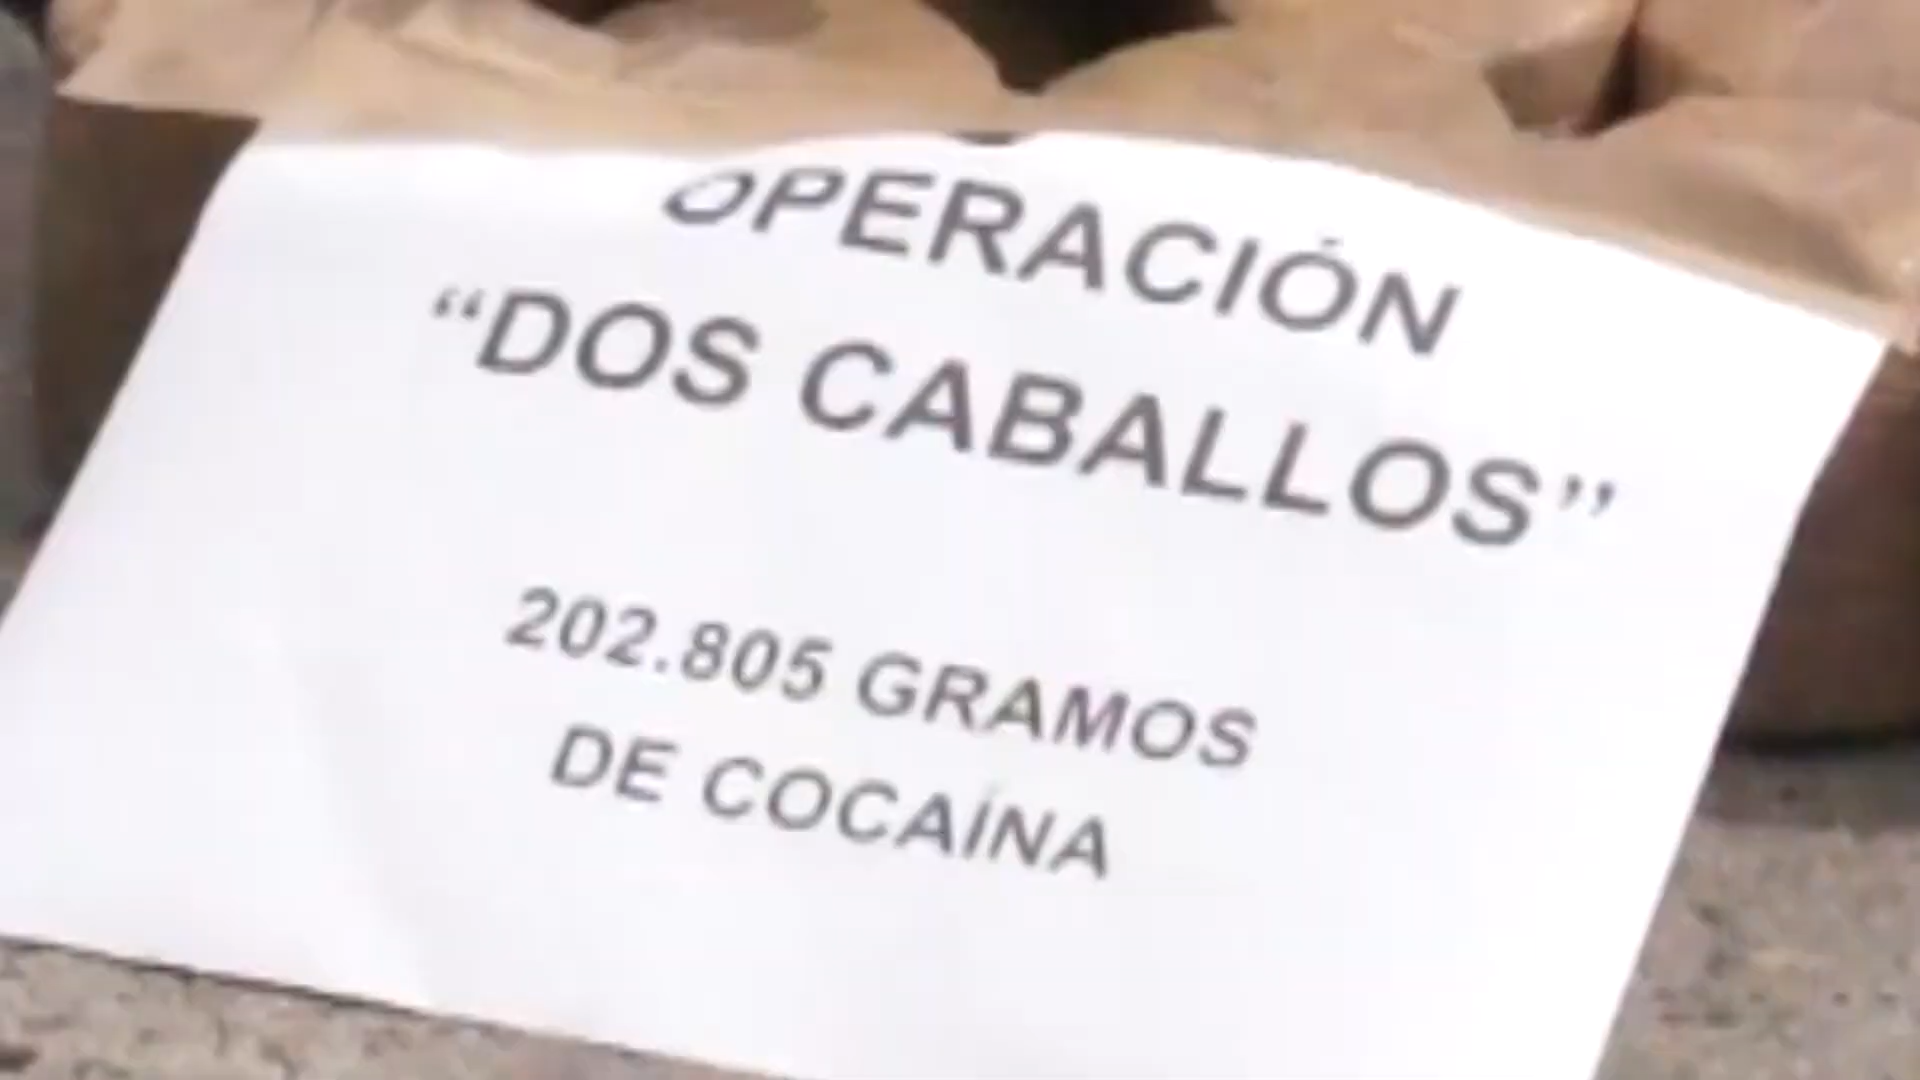 OPERACIÓN
“DOS CABALLOS”
202.805 GRAMOS
DE COCAÍNA